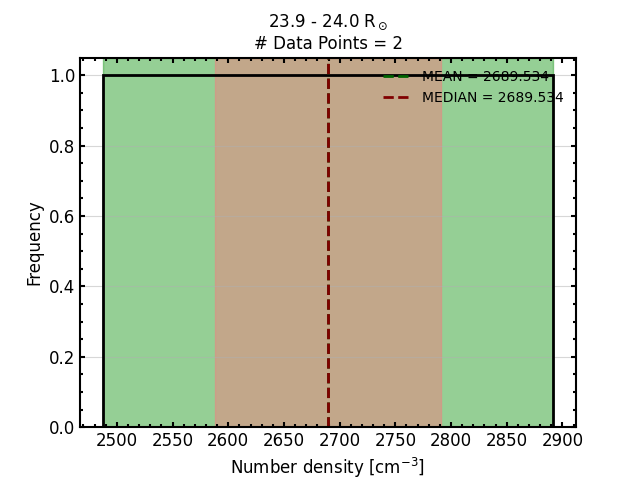 23.9 - 24.0 R⊙
# Data Points = 2
MEAN = 2689.534
MEDIAN = 2689.534
Frequency
1.0
0.8
0.6
0.4
0.2
0.0
2500 2550 2600 2650 2700 2750 2800 2850 2900
Number density [cm⁻³]